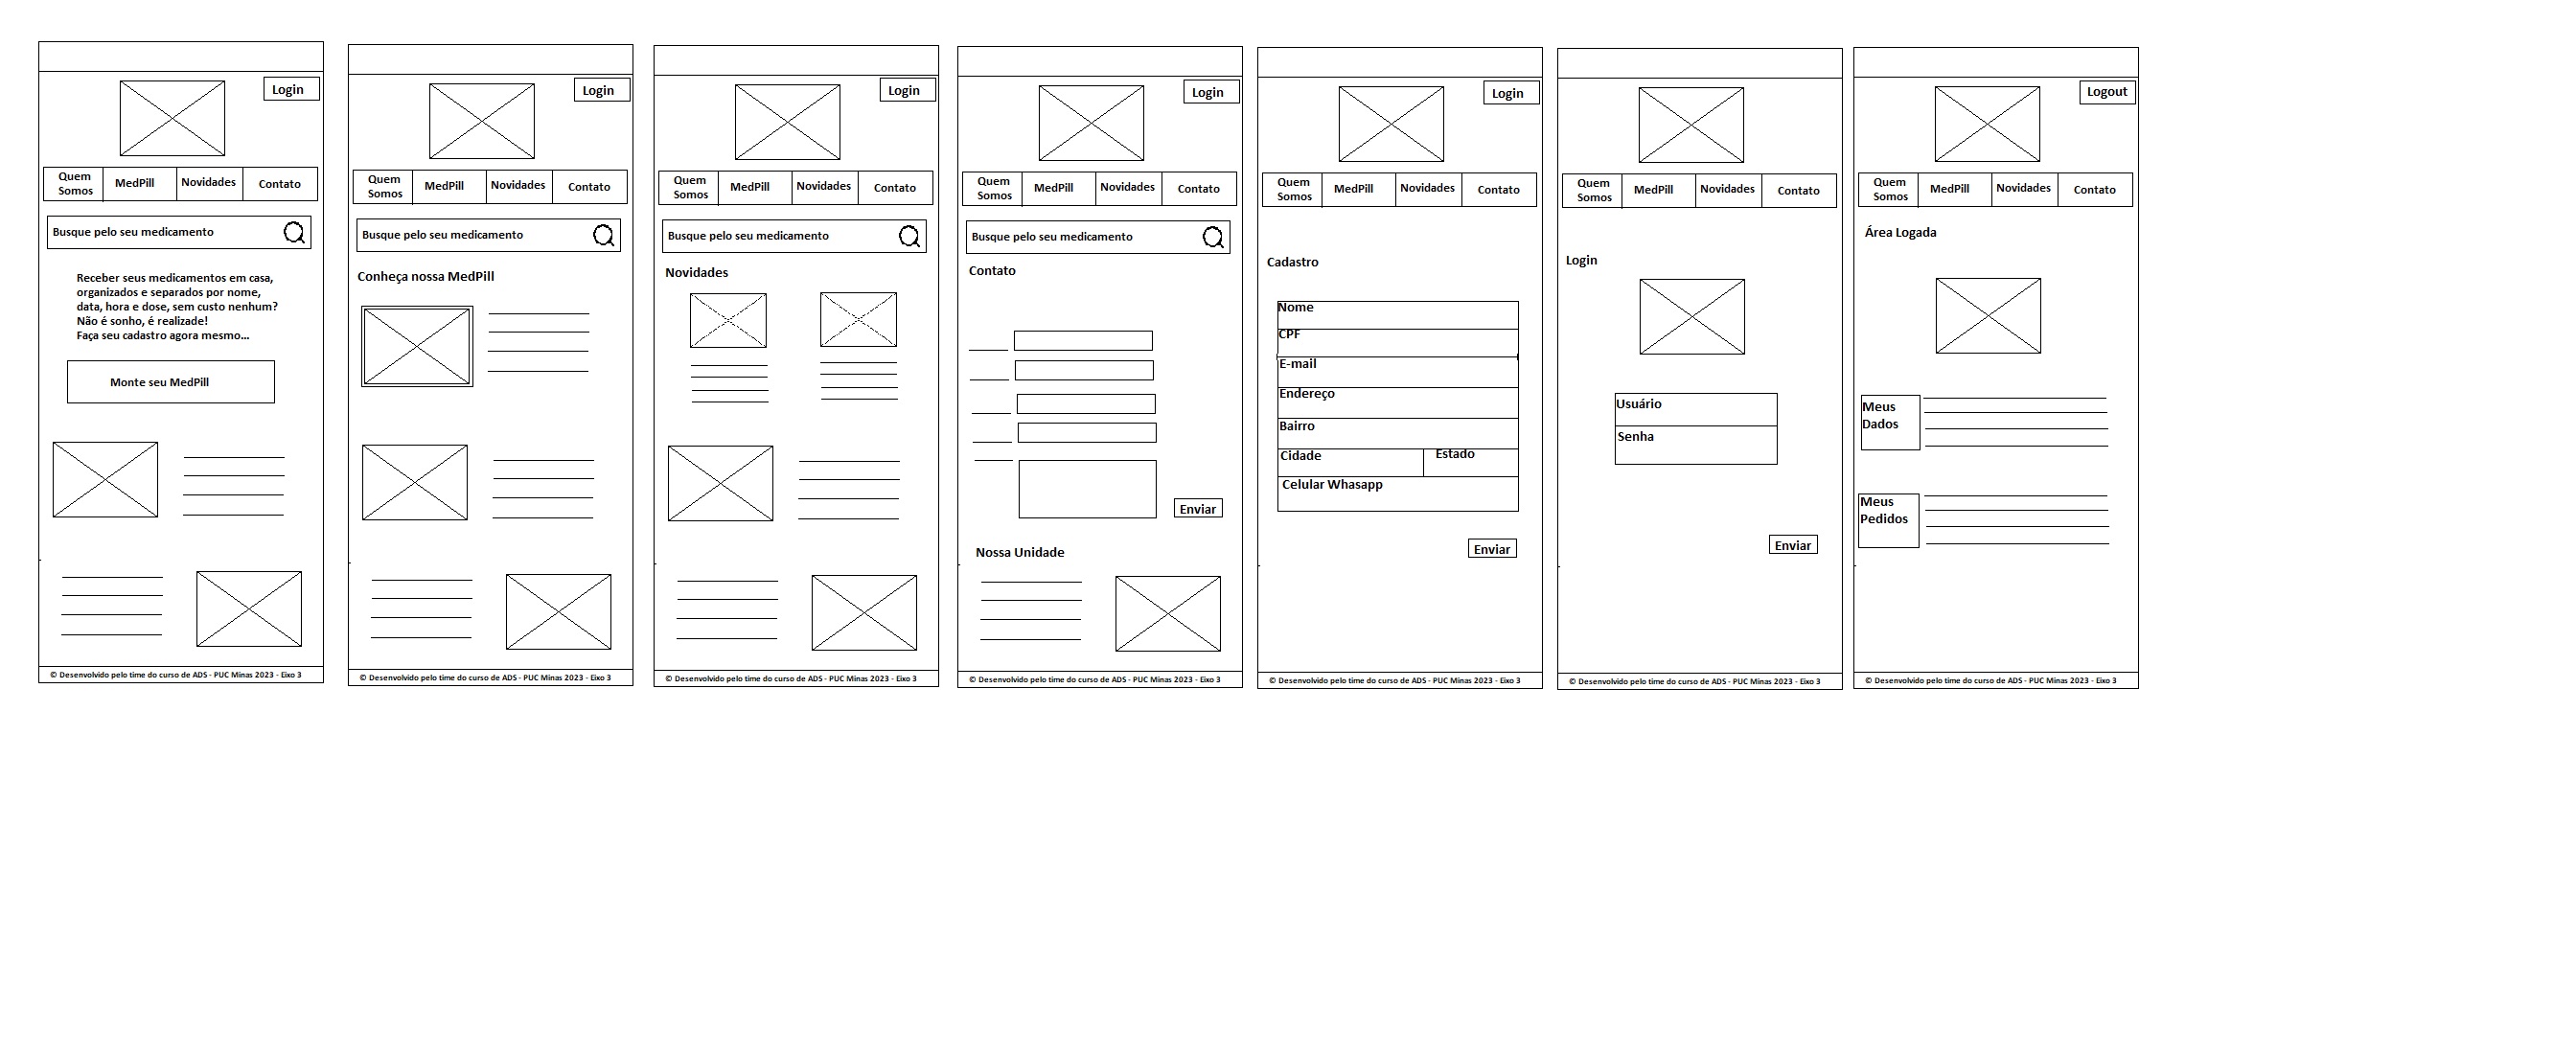 Login
Quem
Somos
MedPill
Novidades
Contato
Busque pelo seu medicamento
Receber seus medicamentos em casa,
organizados e separados por nome,
data, hora e dose, sem custo nenhum?
Não é sonho, é realizade!
Faça seu cadastro agora mesmo...
Monte seu MedPill
© Desenvolvido pelo time do curso de ADS - PUC Minas 2023 - Eixo 3
Login
Quem
Somos
MedPill
Novidades
Contato
Busque pelo seu medicamento
Conheça nossa MedPill
© Desenvolvido pelo time do curso de ADS - PUC Minas 2023 - Eixo 3
Login
Quem
Somos
MedPill
Novidades
Contato
Busque pelo seu medicamento
Novidades
© Desenvolvido pelo time do curso de ADS - PUC Minas 2023 - Eixo 3
Login
Quem
Somos
MedPill
Novidades
Contato
Busque pelo seu medicamento
Contato
Enviar
Nossa Unidade
© Desenvolvido pelo time do curso de ADS - PUC Minas 2023 - Eixo 3
Login
Quem
Somos
MedPill
Novidades
Contato
Cadastro
Nome
CPF
E-mail
Endereço
Bairro
Cidade
Estado
Celular Whasapp
Enviar
© Desenvolvido pelo time do curso de ADS - PUC Minas 2023 - Eixo 3
Quem
Somos
MedPill
Novidades
Contato
Login
Usuário
Senha
Enviar
© Desenvolvido pelo time do curso de ADS - PUC Minas 2023 - Eixo 3
Logout
Quem
Somos
MedPill
Novidades
Contato
Área Logada
Meus
Dados
Meus
Pedidos
© Desenvolvido pelo time do curso de ADS - PUC Minas 2023 - Eixo 3